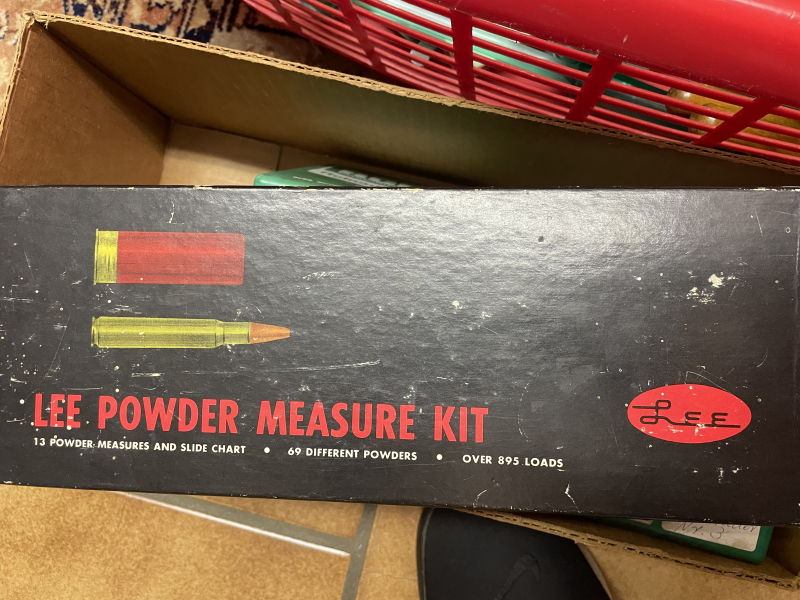 LEE POWDER MEASURE KIT
13 POWDER MEASURES AND SLIDE CHART • 69 DIFFERENT POWDERS • OVER 895 LOADS
LEE